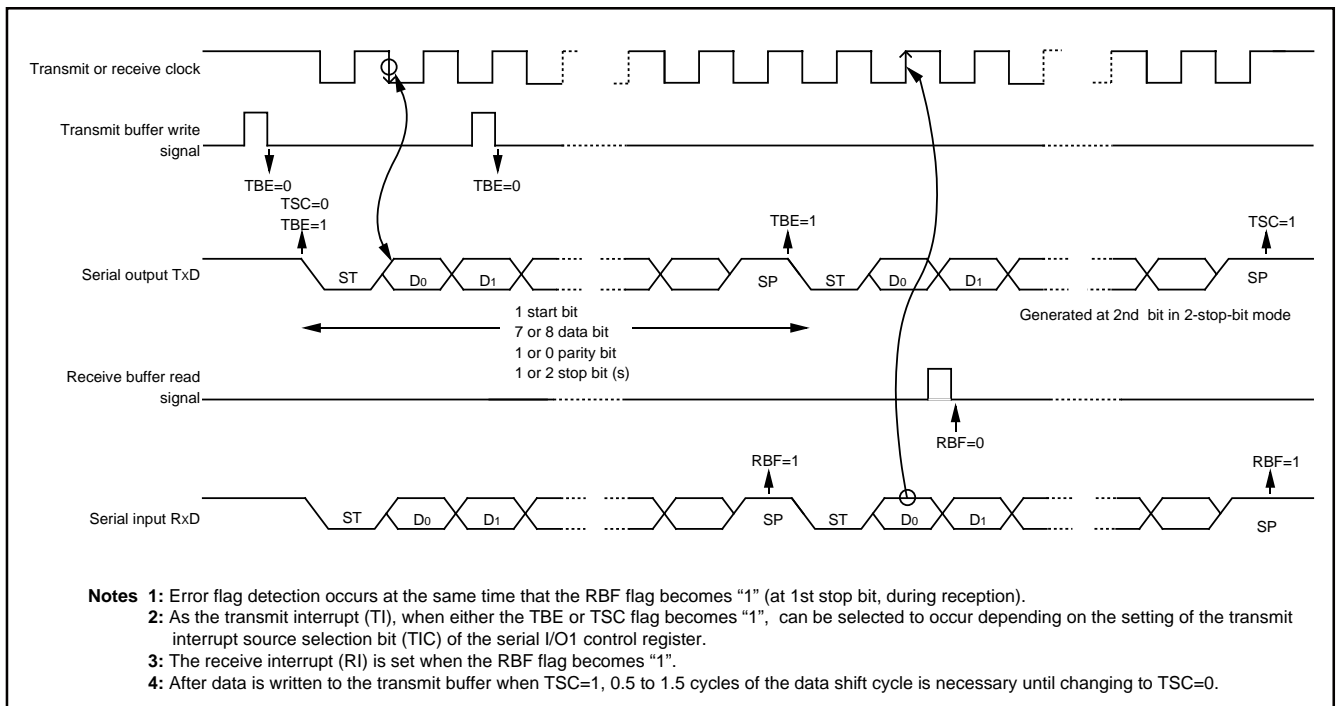 Transmit or receive clock
Transmit buffer write
signal
TBE=0
TSC=0
TBE=1
TBE=0
TBE=1
TSC=1
Serial output TxD
ST
D0
D1
SP
ST
D0
D1
SP
1 start bit
7 or 8 data bit
1 or 0 parity bit
1 or 2 stop bit (s)
Generated at 2nd bit in 2-stop-bit mode
Receive buffer read
signal
RBF=0
RBF=1
RBF=1
Serial input RxD
ST
D0
D1
SP
ST
D0
D1
SP
Notes 1: Error flag detection occurs at the same time that the RBF flag becomes “1” (at 1st stop bit, during reception).
2: As the transmit interrupt (TI), when either the TBE or TSC flag becomes “1”, can be selected to occur depending on the setting of the transmit
interrupt source selection bit (TIC) of the serial I/O1 control register.
3: The receive interrupt (RI) is set when the RBF flag becomes “1”.
4: After data is written to the transmit buffer when TSC=1, 0.5 to 1.5 cycles of the data shift cycle is necessary until changing to TSC=0.